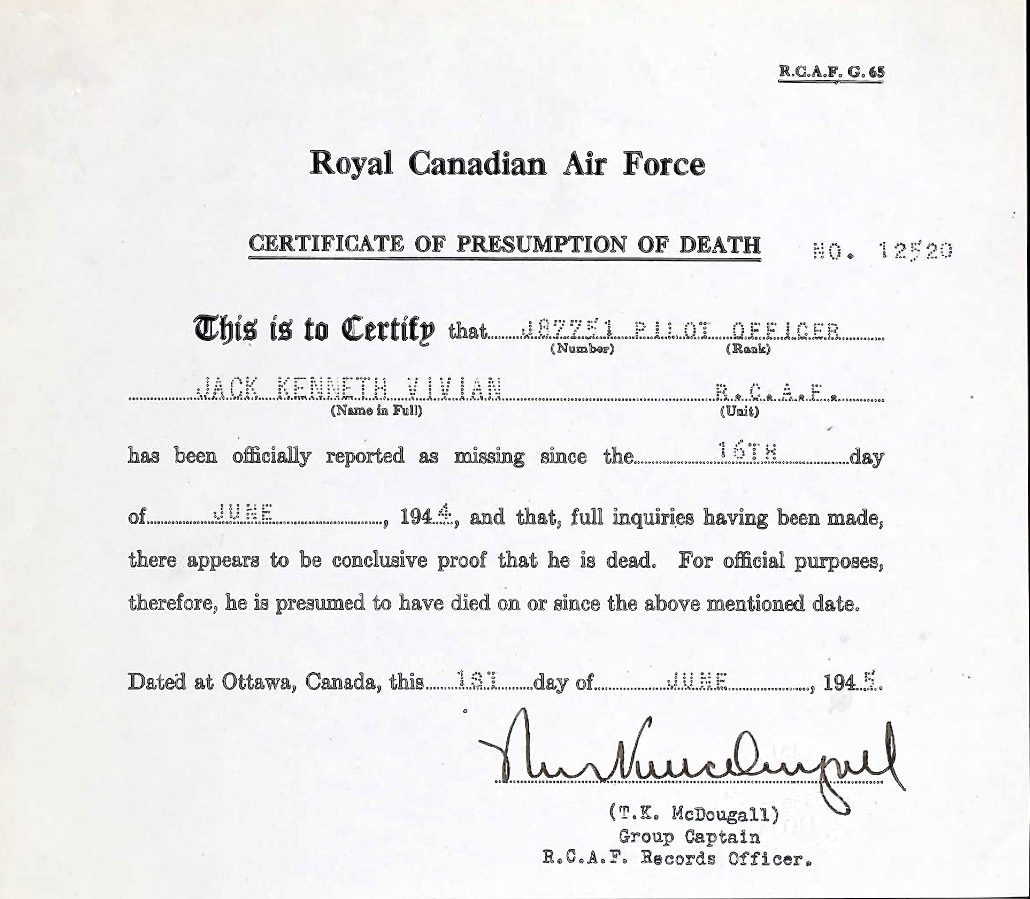 R.C.A.F. G. 65
Royal Canadian Air Force
CERTIFICATE OF PRESUMPTION OF DEATH NO. 12520
This is to Certify that J87751 PILOT OFFICER
(Number) (Rank)
JACK KENNETH VIVIAN R.C.A.F.
(Name in Full) (Unit)
has been officially reported as missing since the 16TH day
of JUNE, 1944, and that, full inquiries having been made,
there appears to be conclusive proof that he is dead. For official purposes,
therefore, he is presumed to have died on or since the above mentioned date.
Dated at Ottawa, Canada, this day of JUNE, 1945.
(T.K. McDougall)
Group Captain
R.C.A.F. Records Officer.